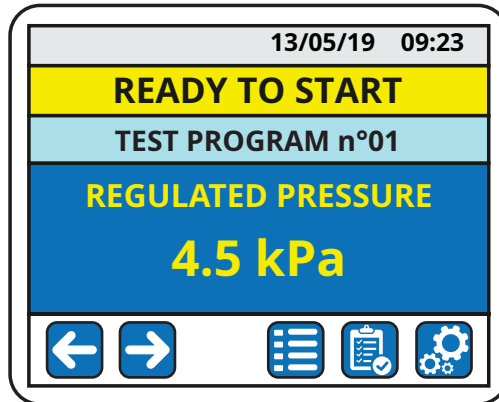 13/05/19 09:23
READY TO START
TEST PROGRAM n°01
REGULATED PRESSURE
4.5 kPa